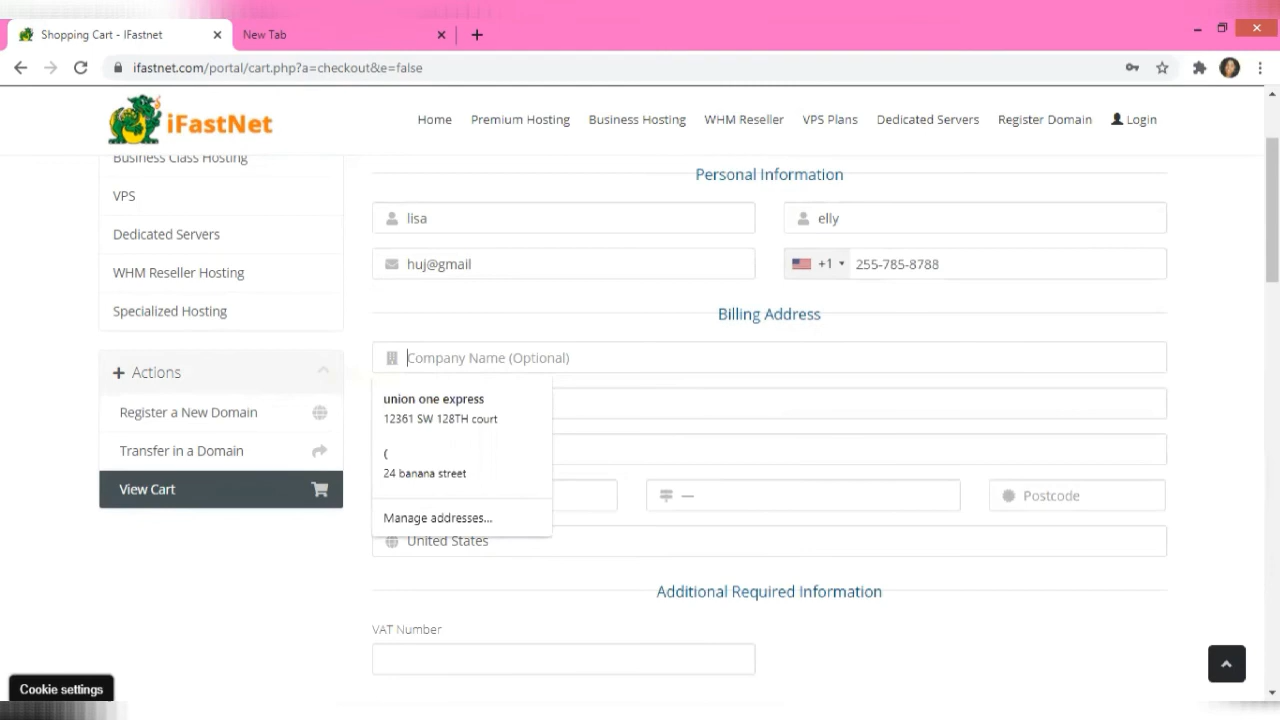 Shopping Cart - iFastnet
New Tab
ifastnet.com/portal/cart.php?a=checkout&e=false
iFastNet
Home Premium Hosting Business Hosting WHM Reseller VPS Plans Dedicated Servers Register Domain Login
Business Class Hosting
VPS
Dedicated Servers
WHM Reseller Hosting
Specialized Hosting
Actions
Register a New Domain
Transfer in a Domain
View Cart
Personal Information
lisa
elly
huj@gmail
+1 255-785-8788
Billing Address
Company Name (Optional)
union one express
12361 SW 128TH court
(
24 banana street
Manage addresses...
—
Postcode
United States
Additional Required Information
VAT Number
Cookie settings